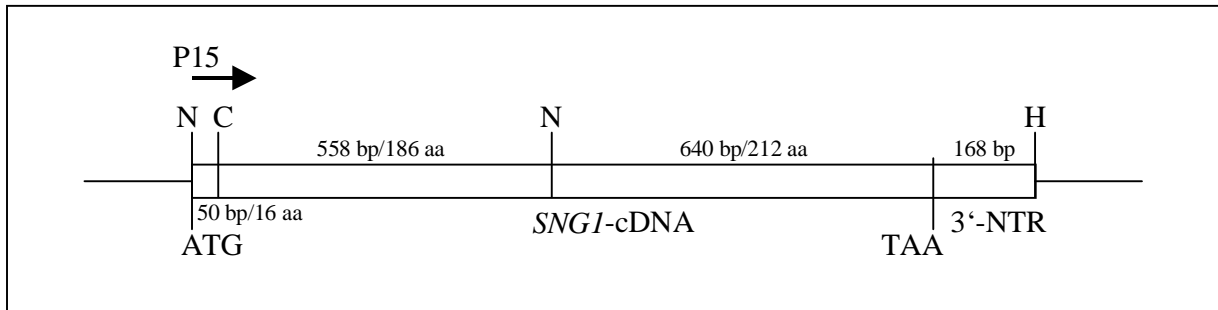 P15
N C N H
558 bp/186 aa 640 bp/212 aa 168 bp
50 bp/16 aa SNG1-cDNA 3‘-NTR
ATG TAA